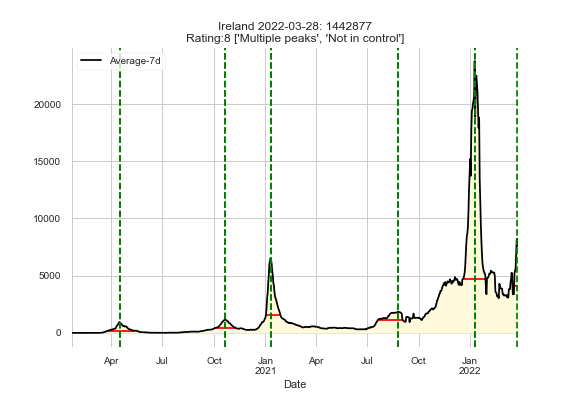 Ireland 2022-03-28: 1442877
Rating:8 ['Multiple peaks', 'Not in control']
Average-7d
20000
15000
10000
5000
0
Apr Jul Oct Jan Apr Jul Oct Jan
2021 2022
Date